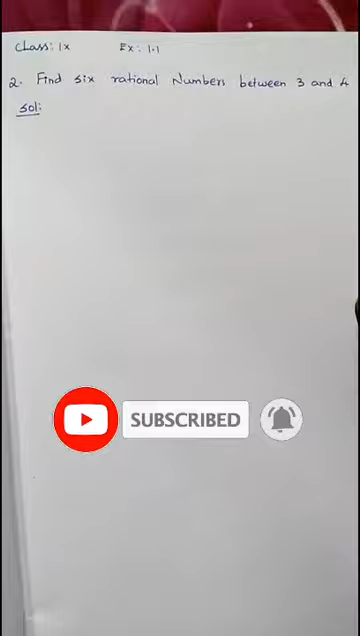 Class: IX Ex: 1.1
2. Find six rational Numbers between 3 and 4
Sol:
SUBSCRIBED